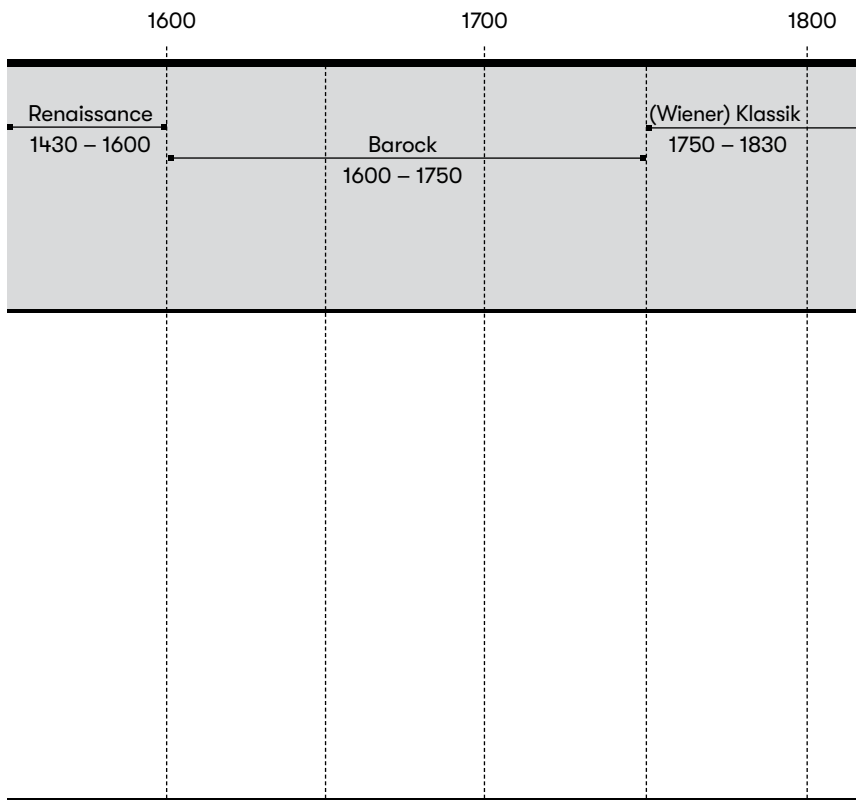 1600 1700 1800
Renaissance
1430 – 1600
Barock
1600 – 1750
(Wiener) Klassik
1750 – 1830